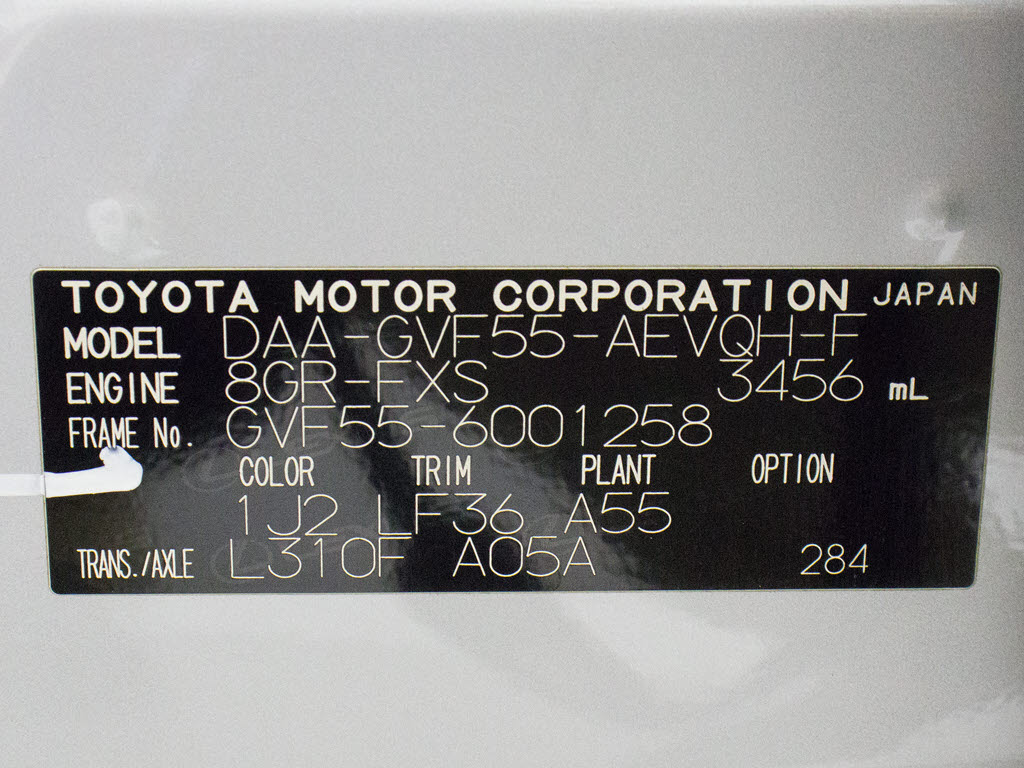 TOYOTA MOTOR CORPORATION JAPAN
MODEL DAA-GVF55-AEVQH-F
ENGINE 8GR-FXS 3456 mL
FRAME No. GVF55-6001258
COLOR TRIM PLANT OPTION
1J2 LF36 A55
TRANS./AXLE L310F A05A 284